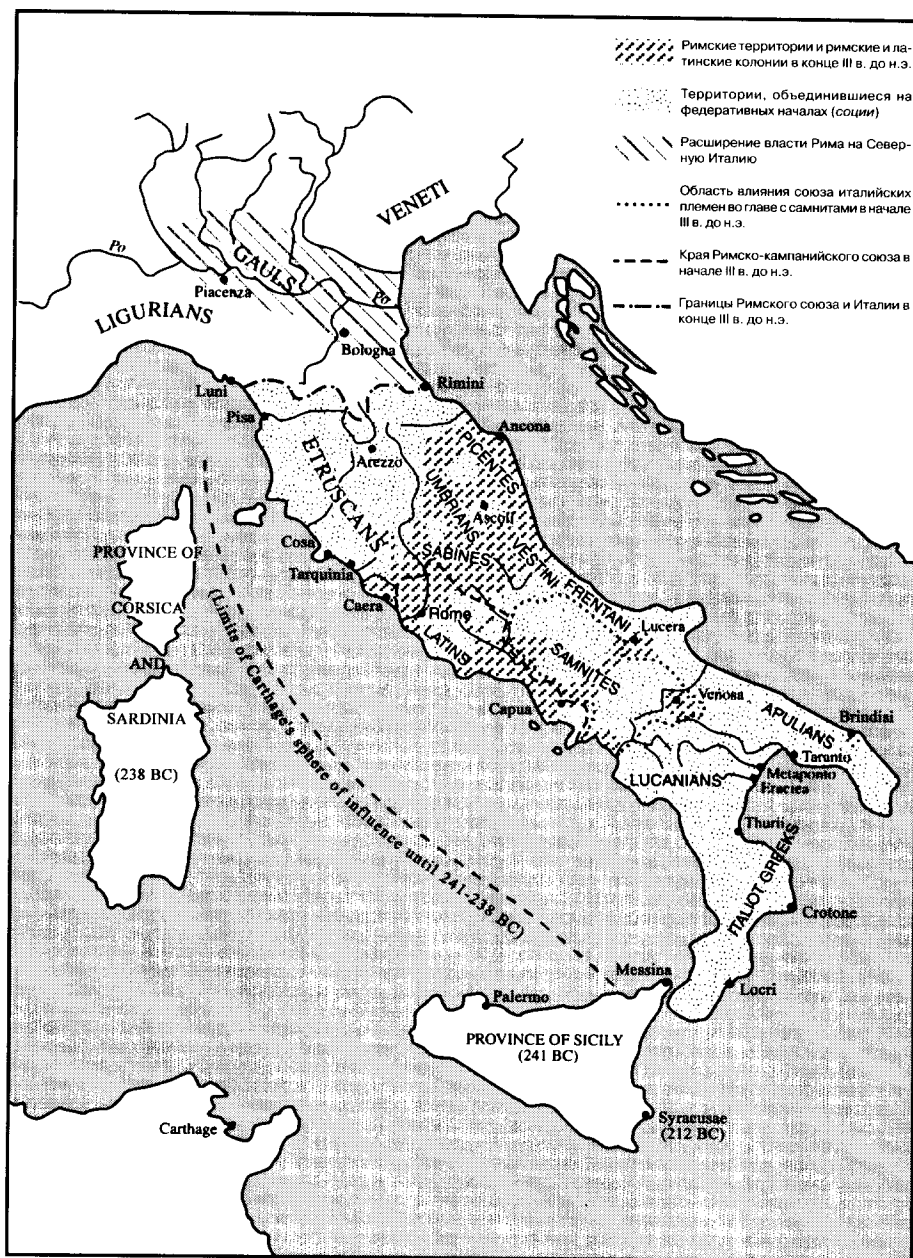 Римские территории и римские и ла-
тинские колонии в конце III в. до н.э.
Территории, объединившиеся на
федеративных началах (соции)
Расширение власти Рима на Север-
ную Италию
Область влияния союза италийских
племен во главе с самнитами в начале
III в. до н.э.
Края Римско-кампанийского союза в
начале III в. до н.э.
Границы Римского союза и Италии в
конце III в. до н.э.
VENETI
Po
GAULS
Piacenza
Po
LIGURIANS
Bologna
Luni
Rimini
Pisa
Ancona
ETRUSCANS
Arezzo
PICENTES
UMBRIANS
Ascoli
Cosa
SABINES
VESTINI
FRENTANI
Tarquinia
PROVINCE OF
CORSICA
AND
SARDINIA
(238 BC)
Caera
Rome
Lucera
LATINS
SAMNITES
(Limits of Carthage's sphere of influence until 241-238 BC)
Capua
Venosa
APULIANS
Brindisi
Taranto
LUCANIANS
Metaponto
Eraclea
Thurii
ITALIOT GREEKS
Crotone
Messina
Palermo
Locri
PROVINCE OF SICILY
(241 BC)
Carthage
Syracusae
(212 BC)